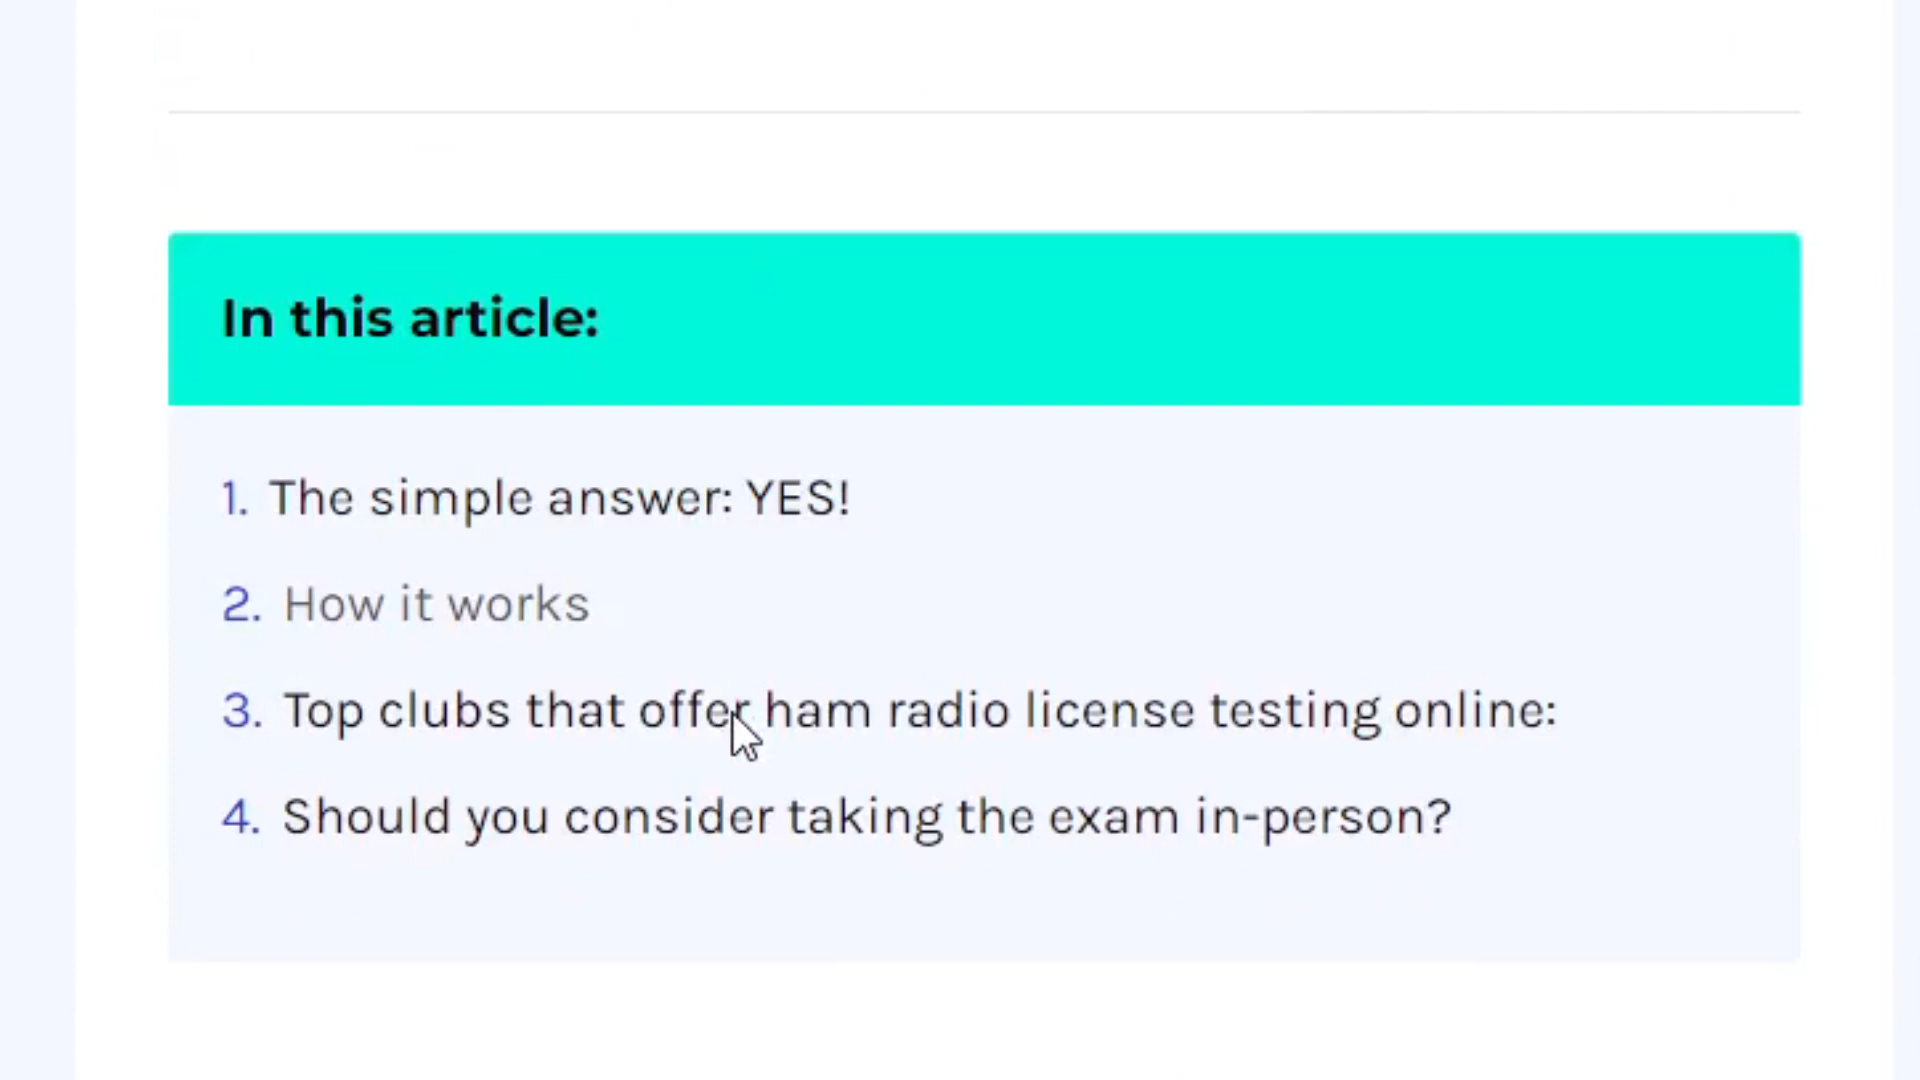 In this article:
1. The simple answer: YES!
2. How it works
3. Top clubs that offer ham radio license testing online:
4. Should you consider taking the exam in-person?